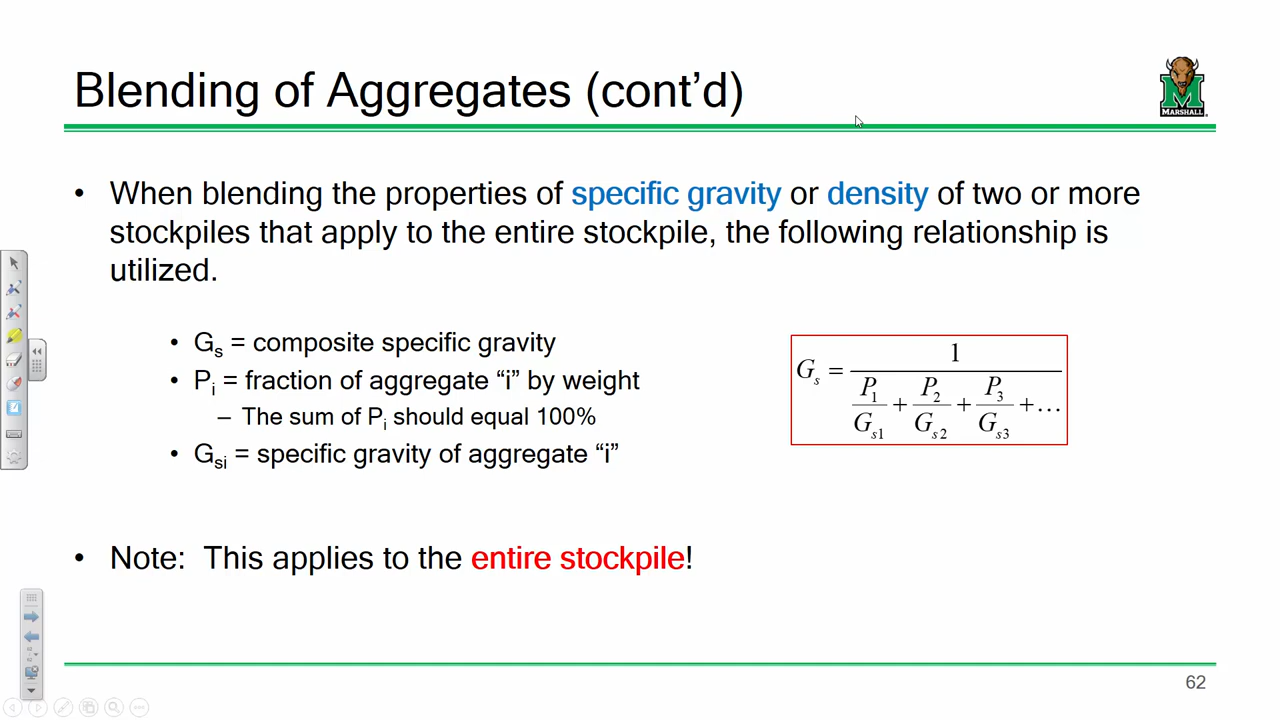 Blending of Aggregates (cont’d)
MARSHALL
• When blending the properties of specific gravity or density of two or more
stockpiles that apply to the entire stockpile, the following relationship is
utilized.
• Gs = composite specific gravity
• Pi = fraction of aggregate “i” by weight
– The sum of Pi should equal 100%
• Gsi = specific gravity of aggregate “i”
Gs = 1 / (P1/Gs1 + P2/Gs2 + P3/Gs3 + …)
• Note: This applies to the entire stockpile!
62